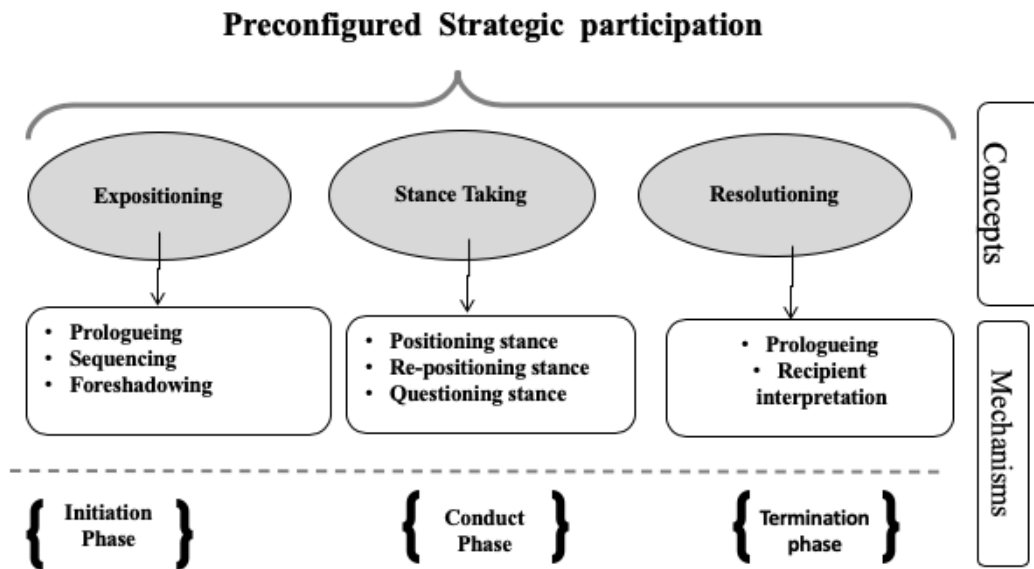 Preconfigured Strategic participation
Expositioning
Stance Taking
Resolutioning
Concepts
• Prologueing
• Sequencing
• Foreshadowing
• Positioning stance
• Re-positioning stance
• Questioning stance
• Prologueing
• Recipient
interpretation
Mechanisms
Initiation
Phase
Conduct
Phase
Termination
phase